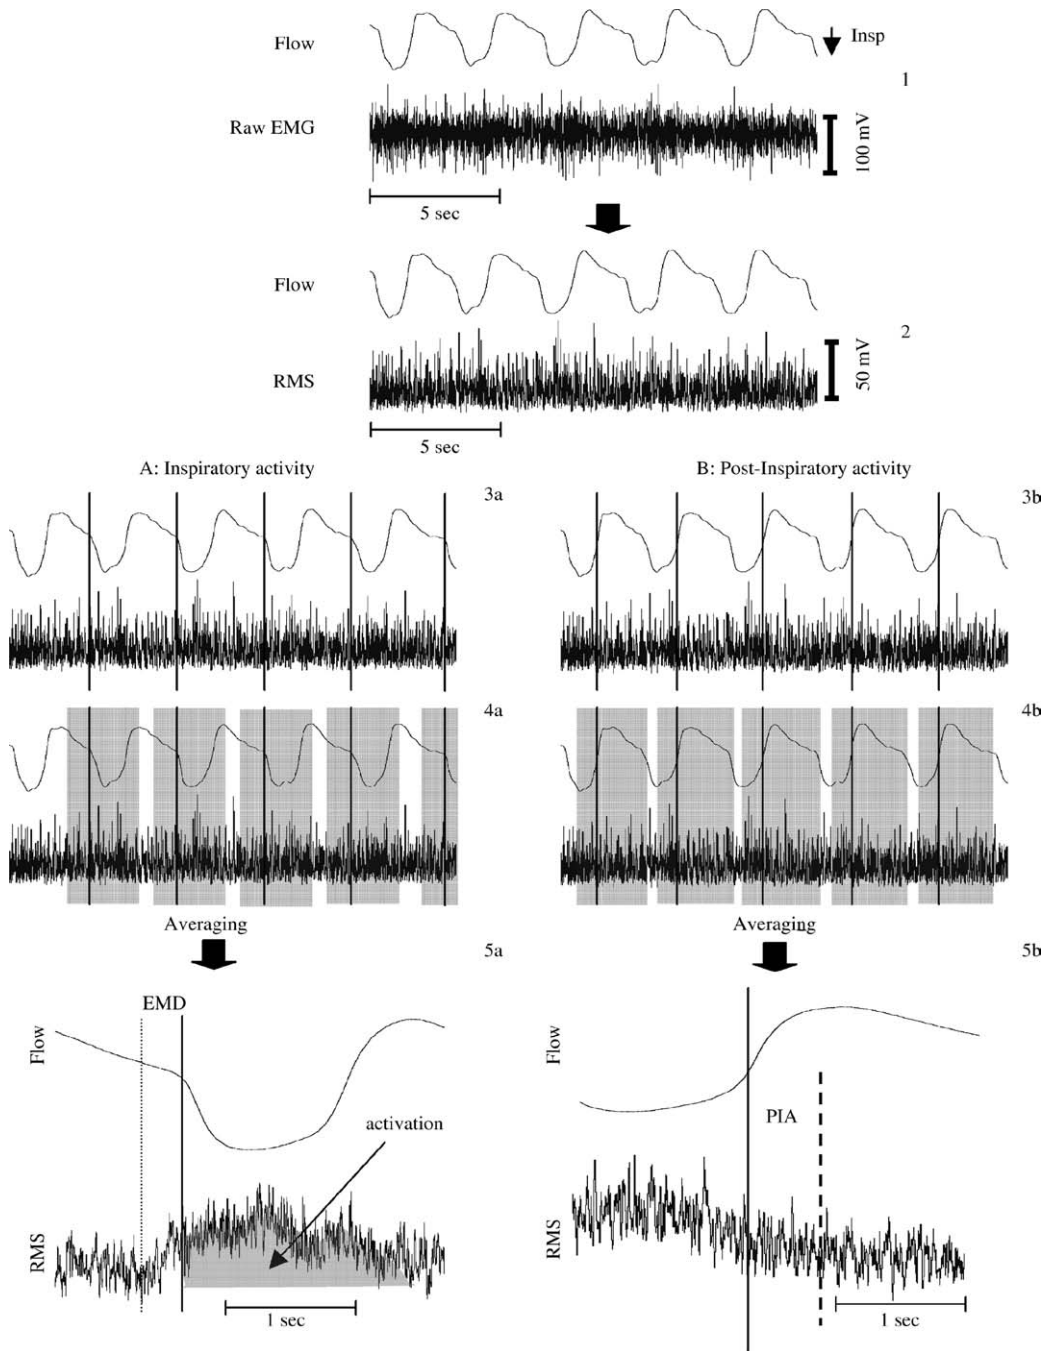 Flow
Insp
1
Raw EMG
100 mV
5 sec
Flow
2
RMS
50 mV
5 sec
A: Inspiratory activity
B: Post-Inspiratory activity
3a
3b
4a
4b
Averaging
Averaging
5a
5b
EMD
Flow
activation
RMS
1 sec
Flow
PIA
RMS
1 sec